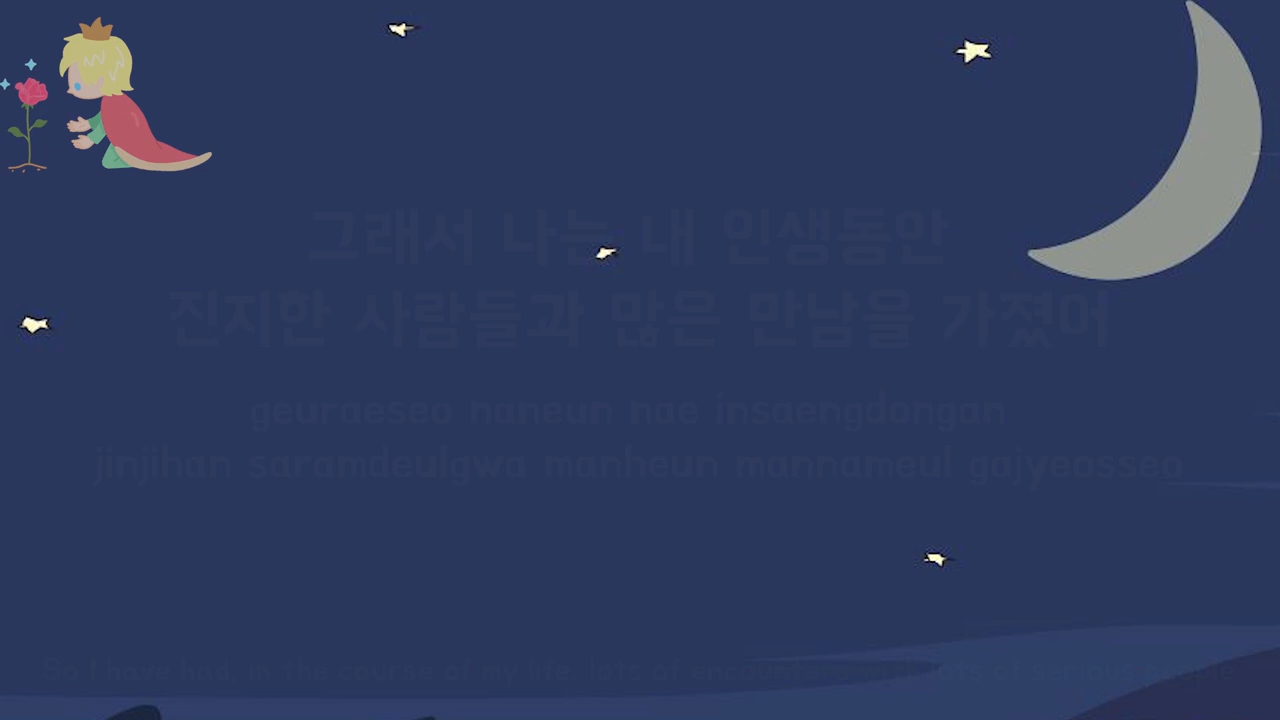 그래서 나는 내 인생동안
진지한 사람들과 많은 만남을 가졌어
geuraeseo naneun nae insaengdongan
jinjihan saramdeulgwa manheun mannameul gajyeosseo
So I have had, in the course of my life, lots of encounters with lots of serious people